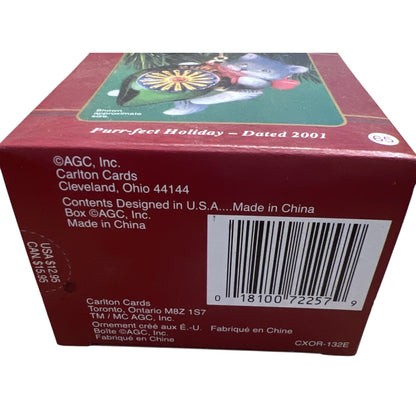 Shown
approximate
size.
Purr-fect Holiday – Dated 2001
65
©AGC, Inc.
Carlton Cards
Cleveland, Ohio 44144
Contents Designed in U.S.A....Made in China
Box ©AGC, Inc.
Made in China
USA $12.95
CAN $15.95
0 18100 72257 9
Carlton Cards
Toronto, Ontario M8Z 1S7
TM / MC AGC, Inc.
Ornement créé aux É.-U. Fabriqué en Chine
Boîte ©AGC, Inc.
Fabriqué en Chine
CXOR-132E